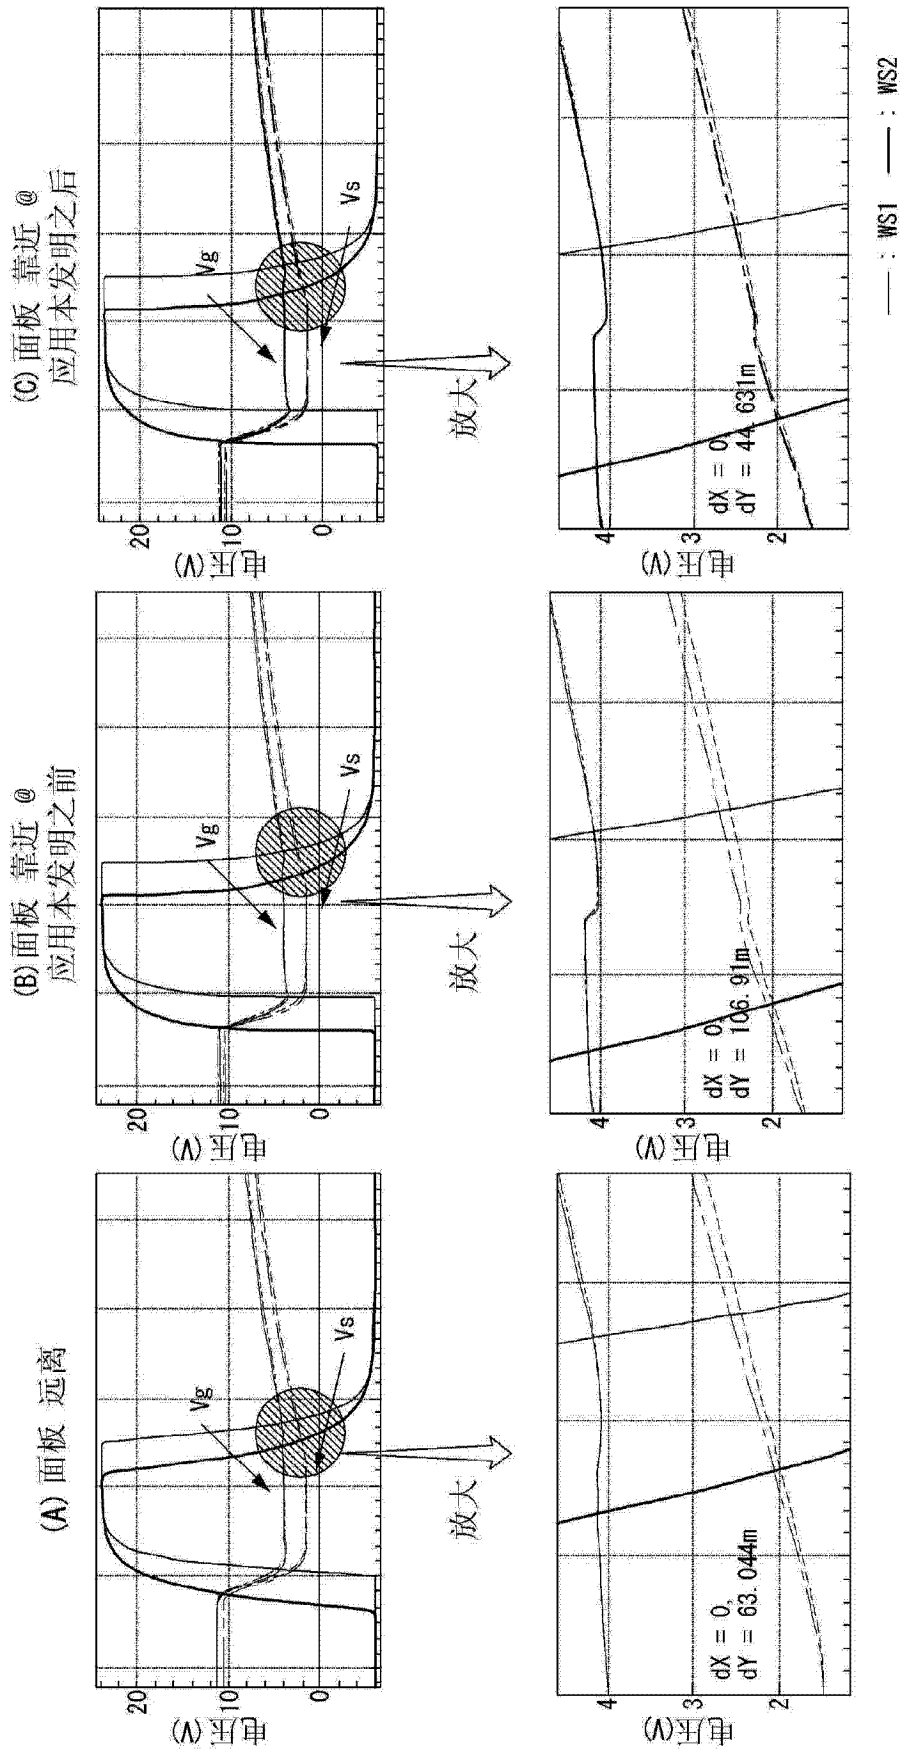 (A) 面板 远离
20
10
0
电压(V)
Vg
Vs
放大
4
3
2
电压(V)
dX = 0,
dY = 63.044m
(B) 面板 靠近 @
应用本发明之前
20
10
0
电压(V)
Vg
Vs
放大
4
3
2
电压(V)
dX = 0,
dY = 106.91m
(C) 面板 靠近 @
应用本发明之后
20
10
0
电压(V)
Vg
Vs
放大
4
3
2
电压(V)
dX = 0,
dY = 44.631m
— : WS1 — : WS2